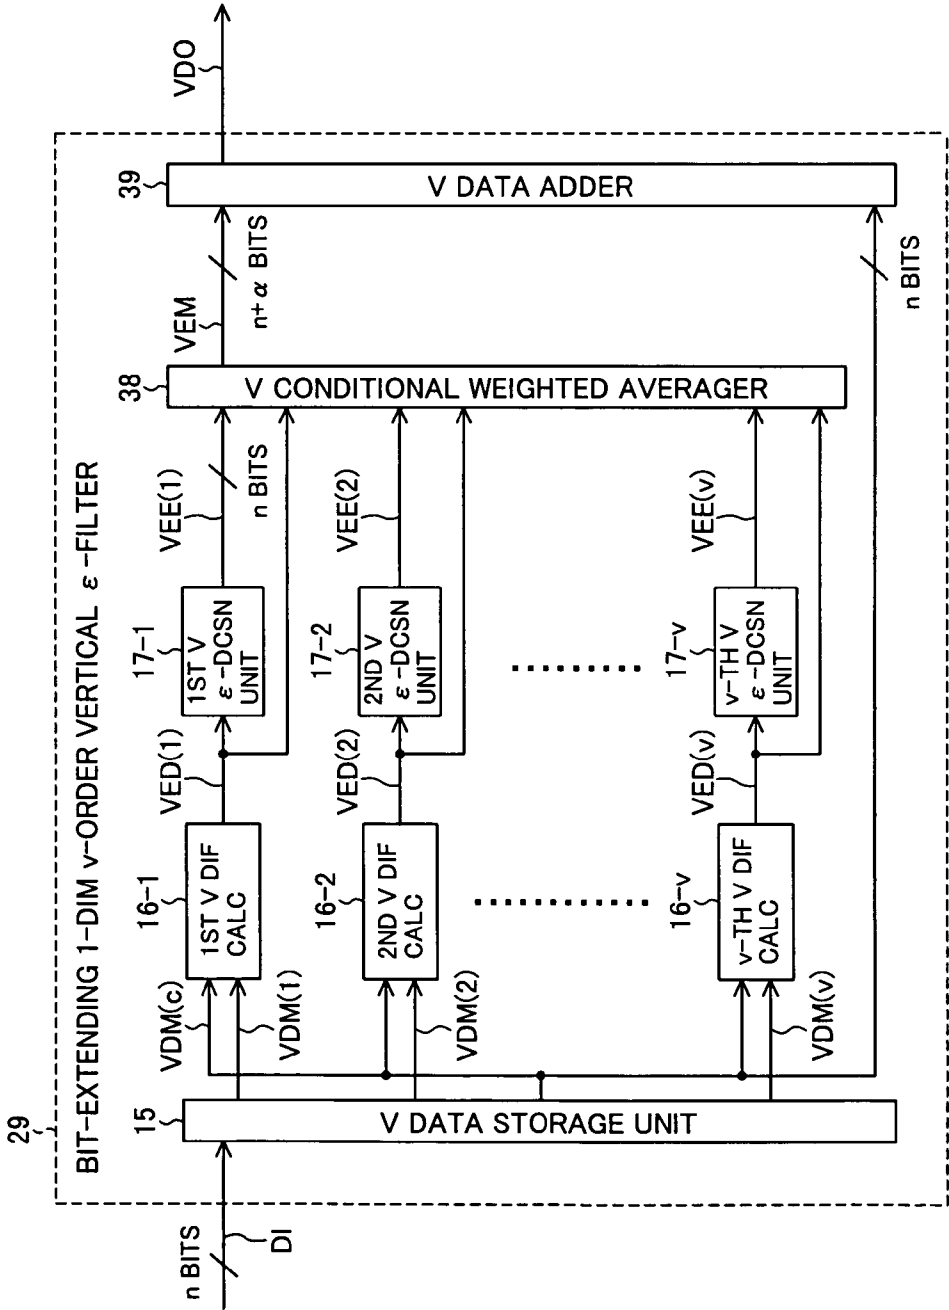 29
BIT-EXTENDING 1-DIM v-ORDER VERTICAL ε-FILTER
n BITS
DI
15
V DATA STORAGE UNIT
VDM(c)
VDM(1)
16-1
1ST V DIF
CALC
VED(1)
17-1
1ST V
ε-DCSN
UNIT
VEE(1)
n BITS
VDM(2)
16-2
2ND V DIF
CALC
VED(2)
17-2
2ND V
ε-DCSN
UNIT
VEE(2)
VDM(v)
16-v
v-TH V DIF
CALC
VED(v)
17-v
v-TH V
ε-DCSN
UNIT
VEE(v)
38
V CONDITIONAL WEIGHTED AVERAGER
VEM
n+α BITS
n BITS
39
V DATA ADDER
VDO